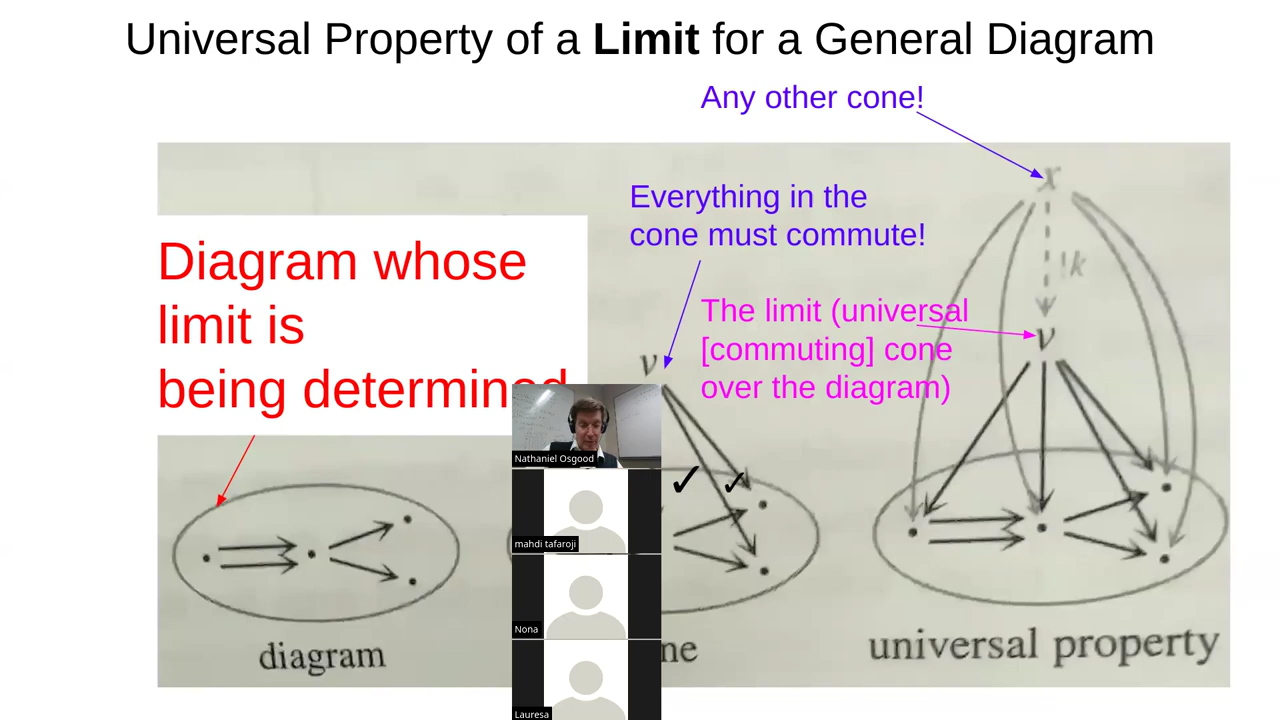 Universal Property of a Limit for a General Diagram
Any other cone!
Everything in the
cone must commute!
Diagram whose
limit is
being determined
The limit (universal
[commuting] cone
over the diagram)
x
!k
v
v
✓ ✓
Nathaniel Osgood
mahdi tafaroji
Nona
Lauresa
diagram
ne
universal property